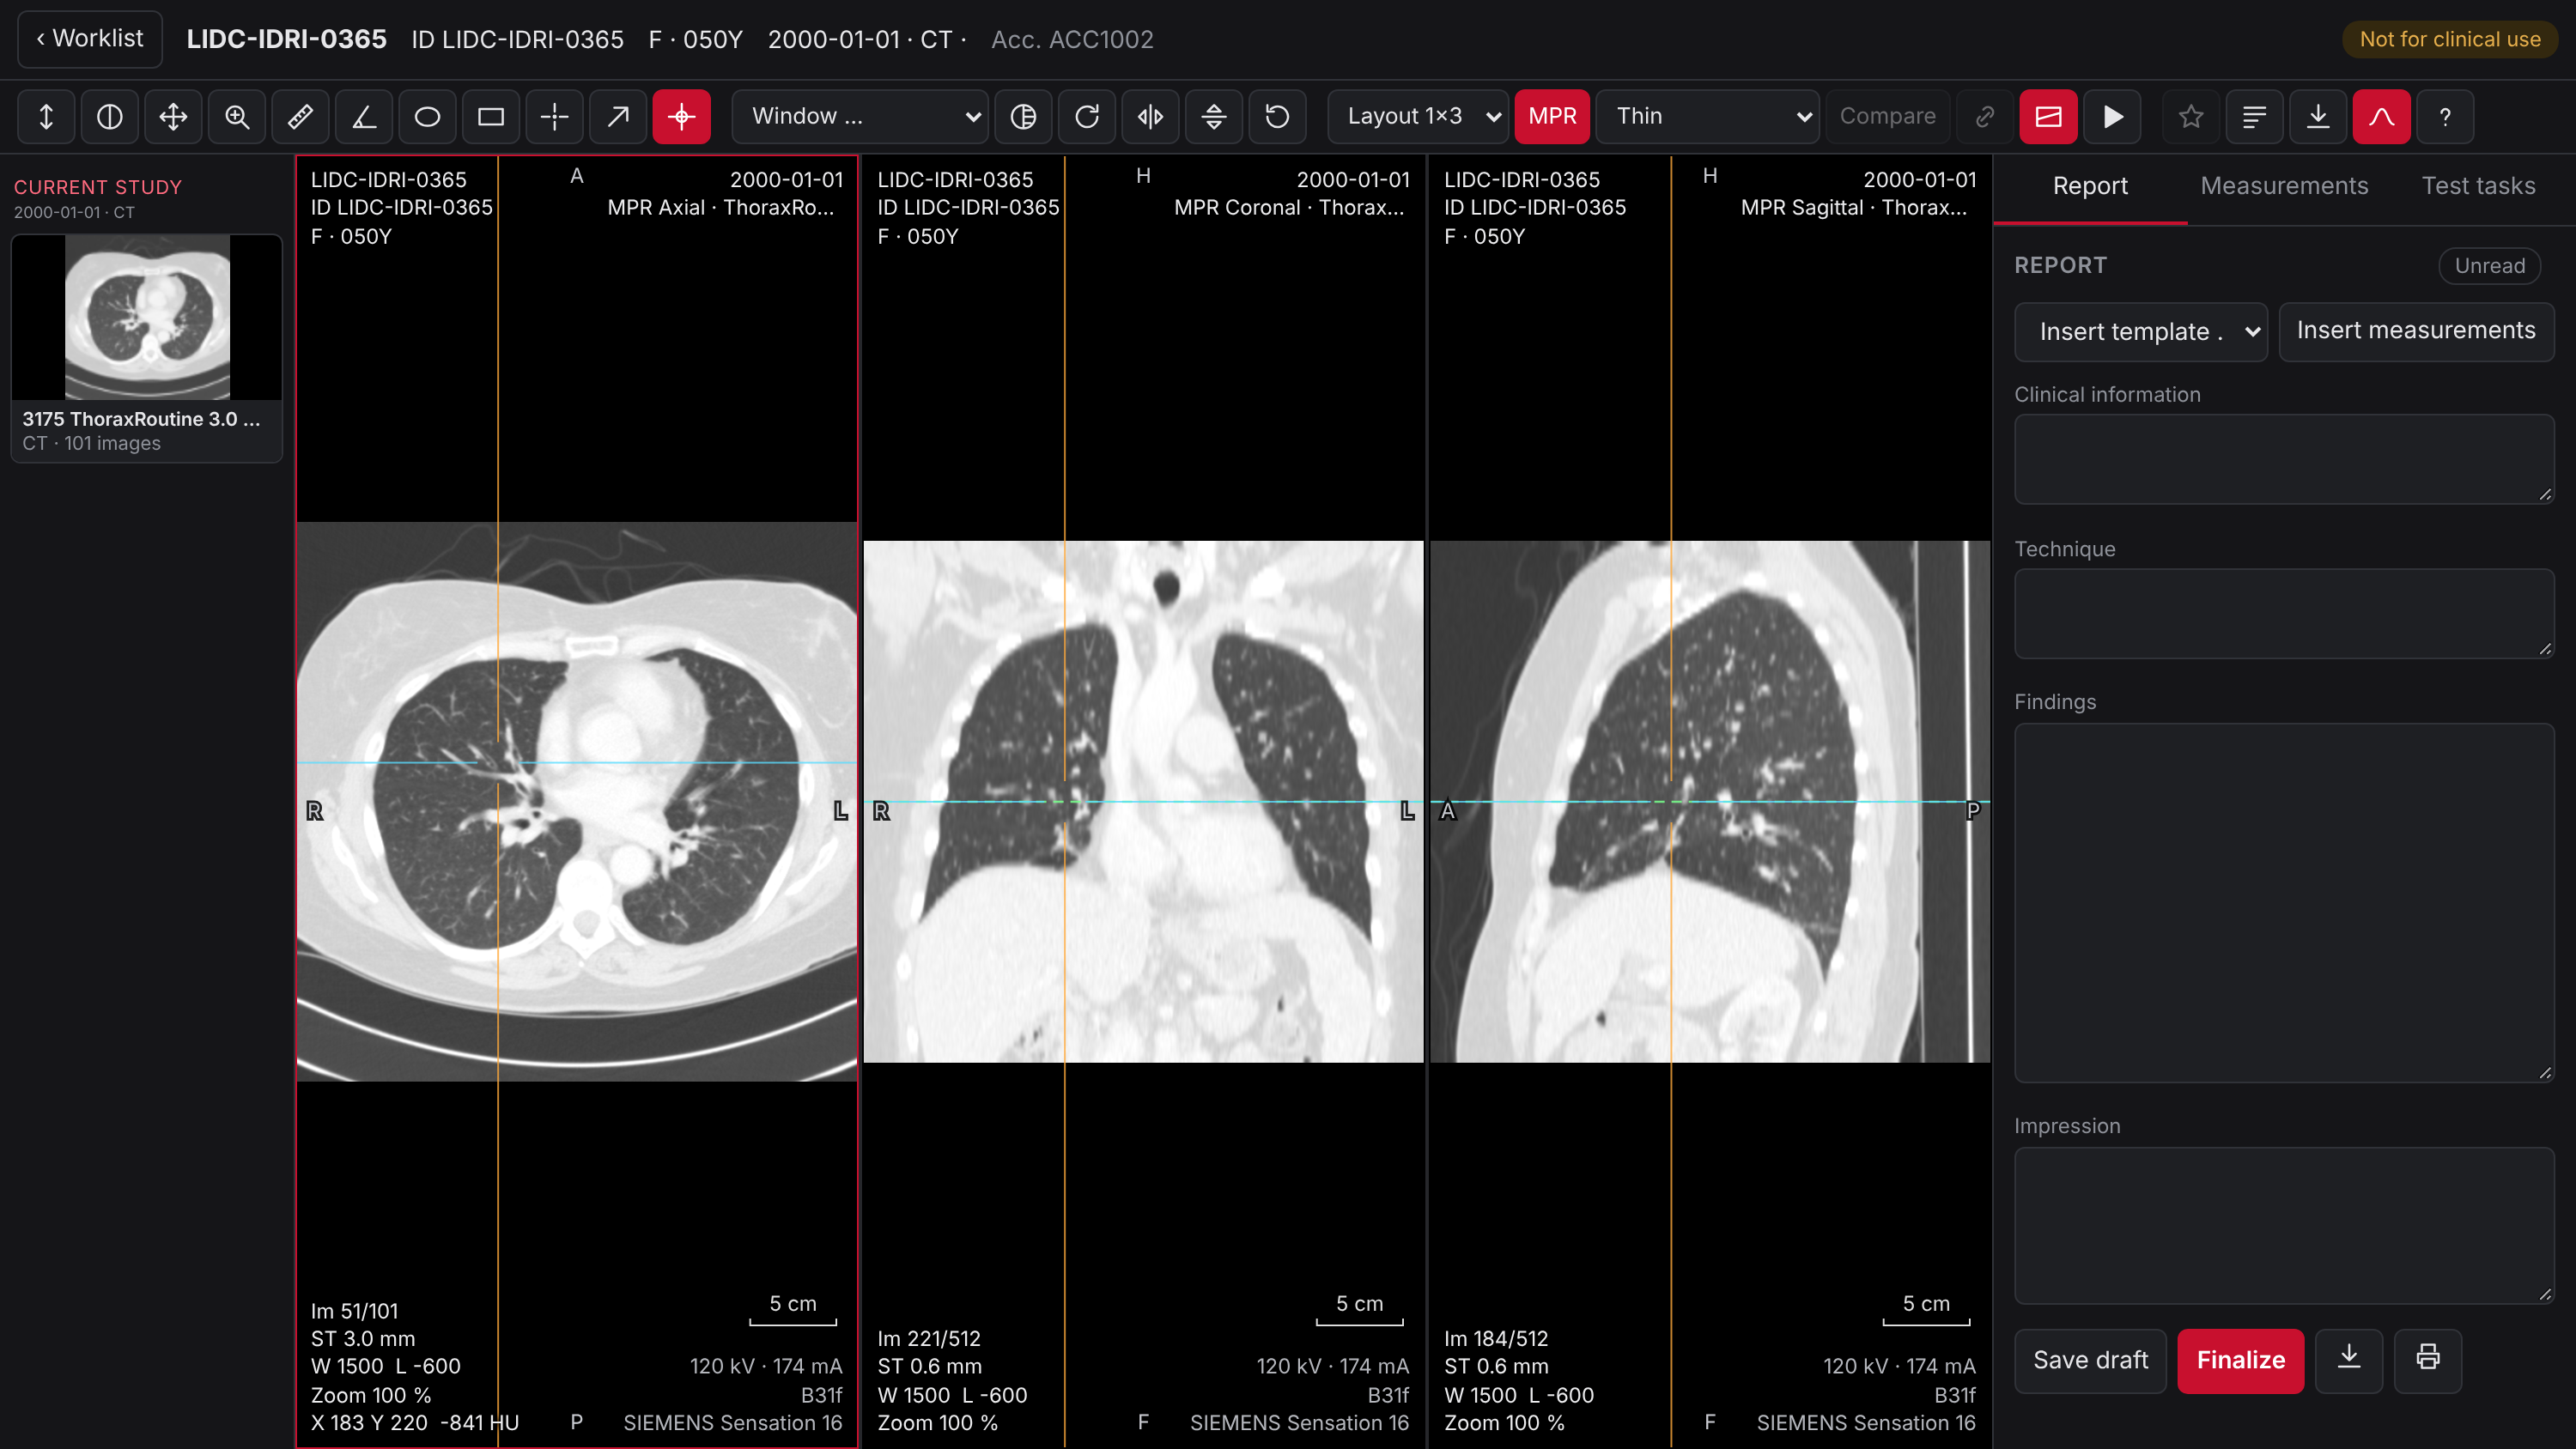 ‹ Worklist
LIDC-IDRI-0365 ID LIDC-IDRI-0365 F · 050Y 2000-01-01 · CT · Acc. ACC1002
Not for clinical use
Window ...
Layout 1×3
MPR
Thin
Compare
?
CURRENT STUDY
2000-01-01 · CT
3175 ThoraxRoutine 3.0 ...
CT · 101 images
LIDC-IDRI-0365
ID LIDC-IDRI-0365
F · 050Y
A
2000-01-01
MPR Axial · ThoraxRo...
R
L
Im 51/101
ST 3.0 mm
W 1500 L -600
Zoom 100 %
X 183 Y 220 -841 HU
P
5 cm
120 kV · 174 mA
B31f
SIEMENS Sensation 16
LIDC-IDRI-0365
ID LIDC-IDRI-0365
F · 050Y
H
2000-01-01
MPR Coronal · Thorax...
R
L
Im 221/512
ST 0.6 mm
W 1500 L -600
Zoom 100 %
F
5 cm
120 kV · 174 mA
B31f
SIEMENS Sensation 16
LIDC-IDRI-0365
ID LIDC-IDRI-0365
F · 050Y
H
2000-01-01
MPR Sagittal · Thorax...
A
P
Im 184/512
ST 0.6 mm
W 1500 L -600
Zoom 100 %
F
5 cm
120 kV · 174 mA
B31f
SIEMENS Sensation 16
Report
Measurements
Test tasks
REPORT
Unread
Insert template .
Insert measurements
Clinical information
Technique
Findings
Impression
Save draft
Finalize